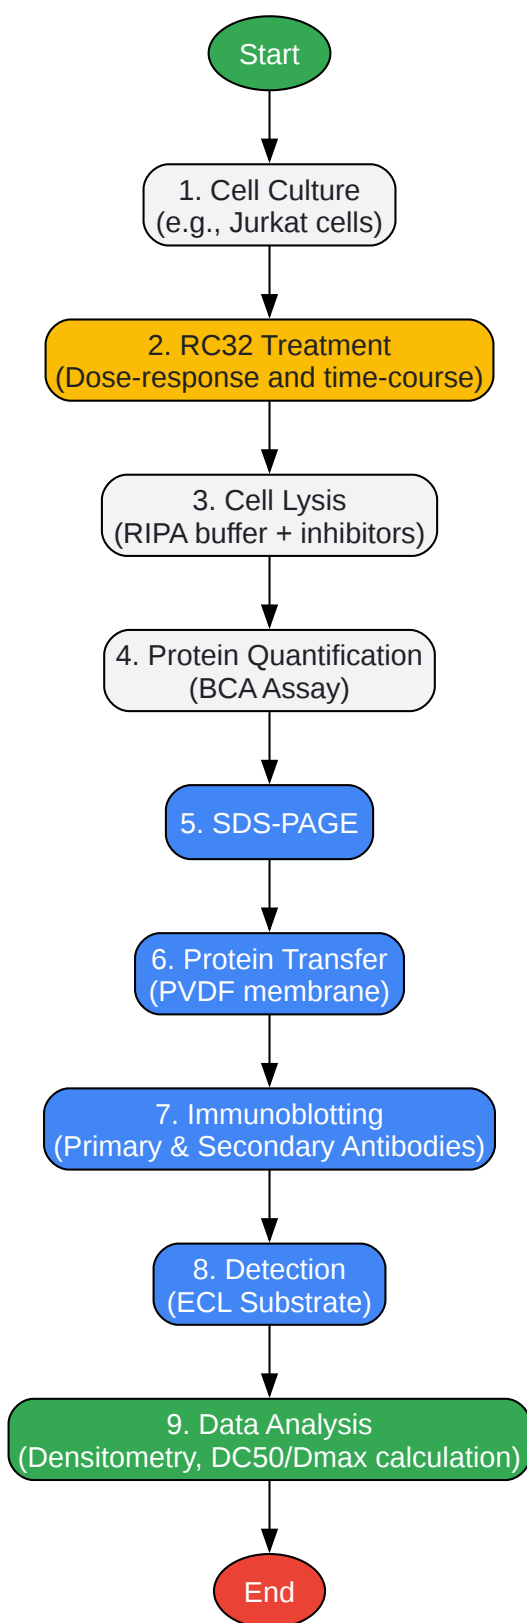 Start
1. Cell Culture
(e.g., Jurkat cells)
2. RC32 Treatment
(Dose-response and time-course)
3. Cell Lysis
(RIPA buffer + inhibitors)
4. Protein Quantification
(BCA Assay)
5. SDS-PAGE
6. Protein Transfer
(PVDF membrane)
7. Immunoblotting
(Primary & Secondary Antibodies)
8. Detection
(ECL Substrate)
9. Data Analysis
(Densitometry, DC50/Dmax calculation)
End